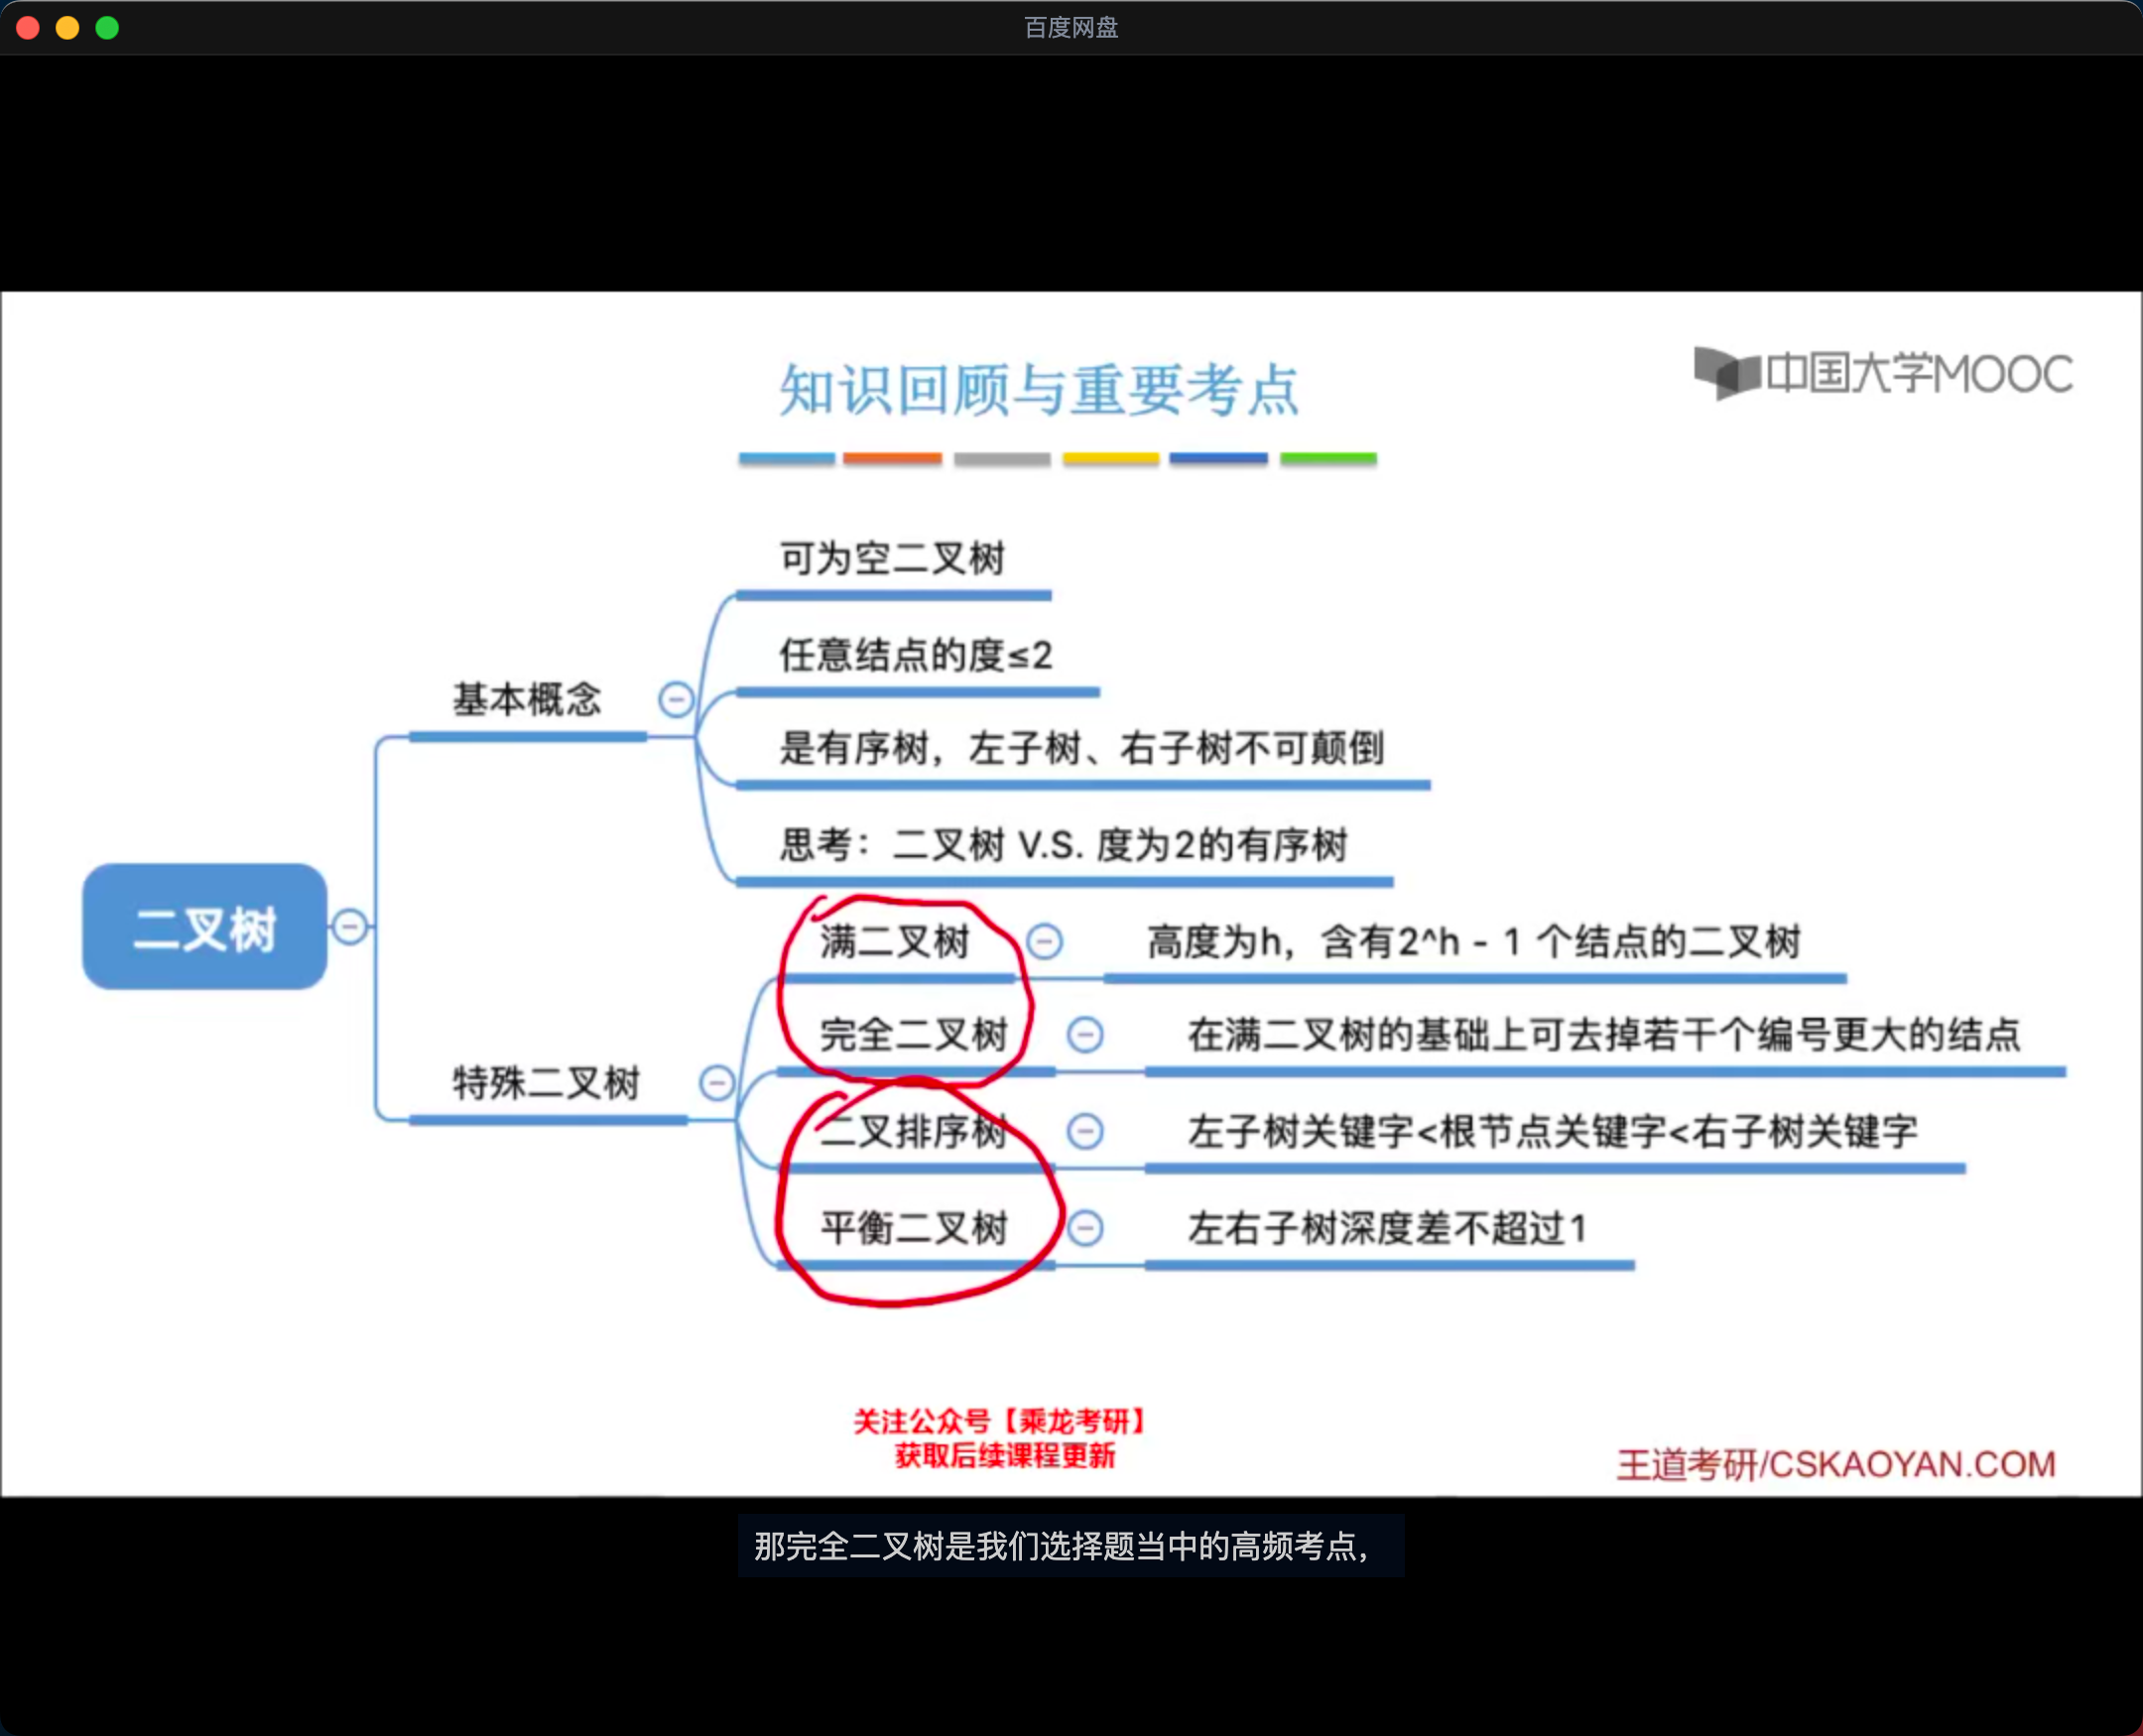 百度网盘
知识回顾与重要考点
中国大学MOOC
可为空二叉树
任意结点的度≤2
基本概念
是有序树，左子树、右子树不可颠倒
思考：二叉树 V.S. 度为2的有序树
二叉树
满二叉树
高度为h，含有2^h - 1 个结点的二叉树
完全二叉树
在满二叉树的基础上可去掉若干个编号更大的结点
特殊二叉树
二叉排序树
左子树关键字<根节点关键字<右子树关键字
平衡二叉树
左右子树深度差不超过1
关注公众号【乘龙考研】
获取后续课程更新
王道考研/CSKAOYAN.COM
那完全二叉树是我们选择题当中的高频考点，